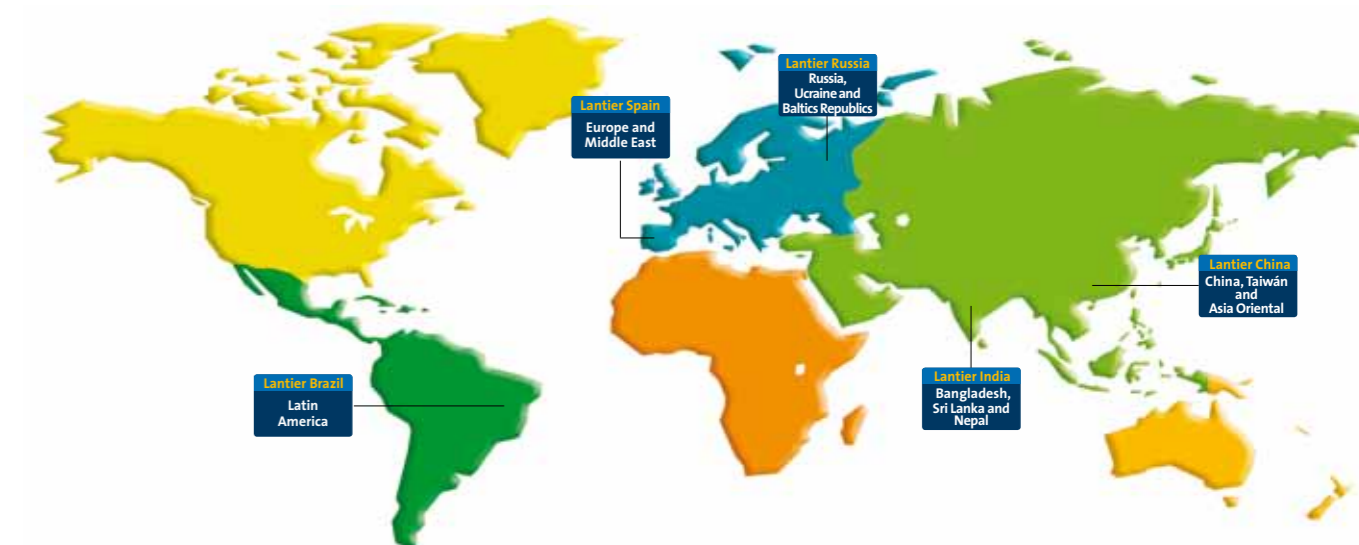 Lantier Russia
Russia,
Ucraine and
Baltics Republics
Lantier Spain
Europe and
Middle East
Lantier China
China, Taiwán
and
Asia Oriental
Lantier India
Bangladesh,
Sri Lanka and
Nepal
Lantier Brazil
Latin
America